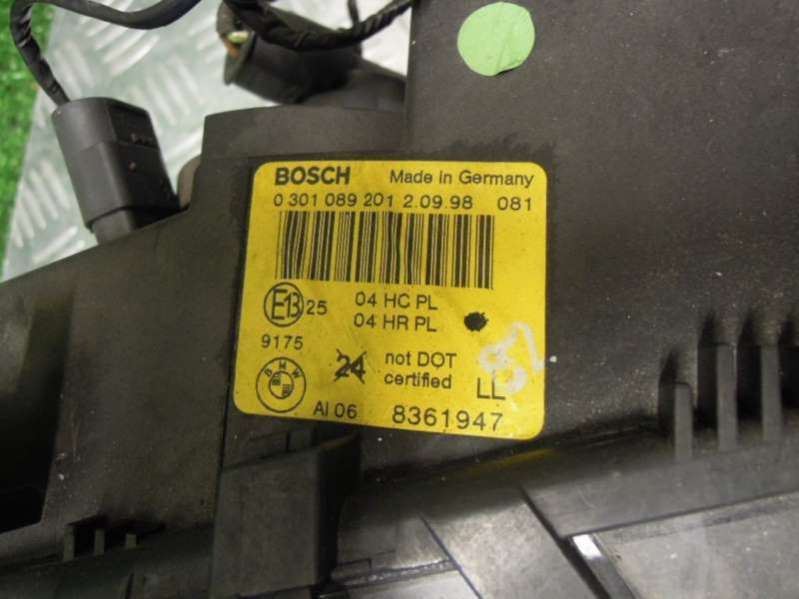 BOSCH Made in Germany
0 301 089 201 2.09.98 081
E13 25 04 HC PL
04 HR PL
9175
24 not DOT
certified
LL
BMW
AI 06 8361947